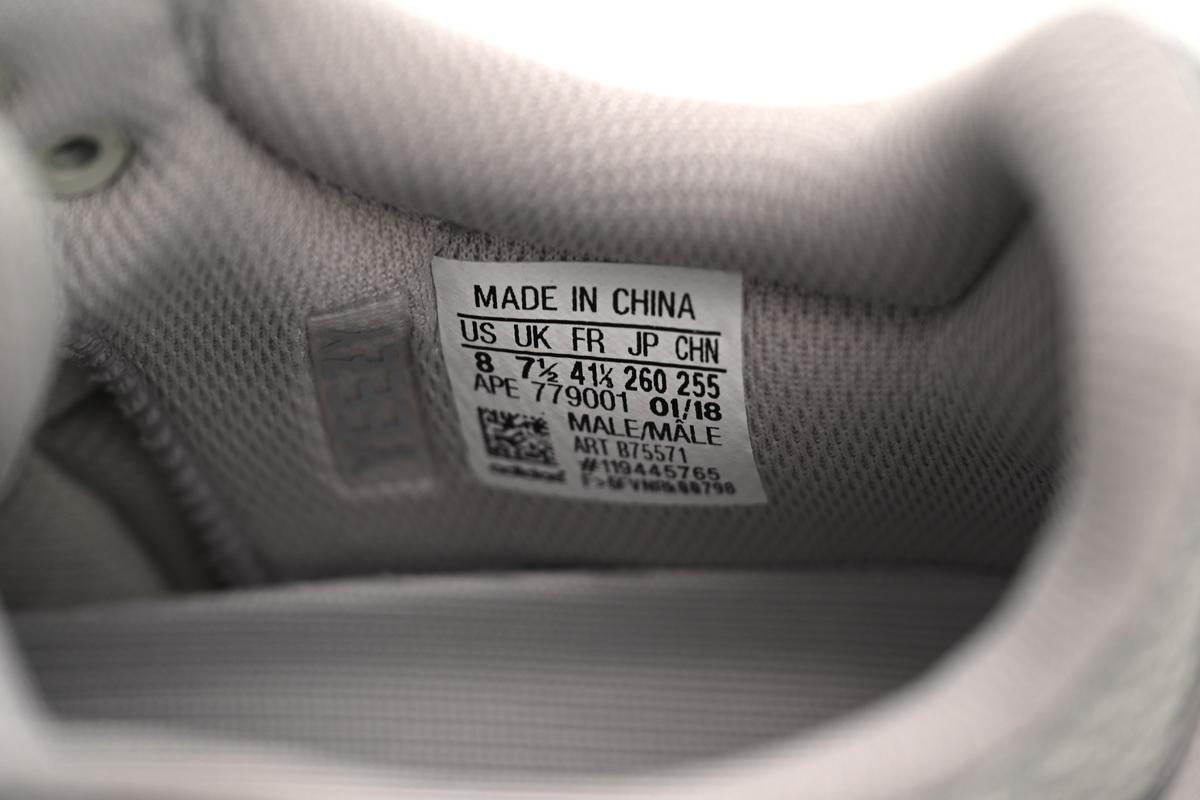 MADE IN CHINA
US UK FR JP CHN
8 7½ 41⅓ 260 255
APE 779001 01/18
MALE/MÂLE
ART B75571
#119445765
YEEZY